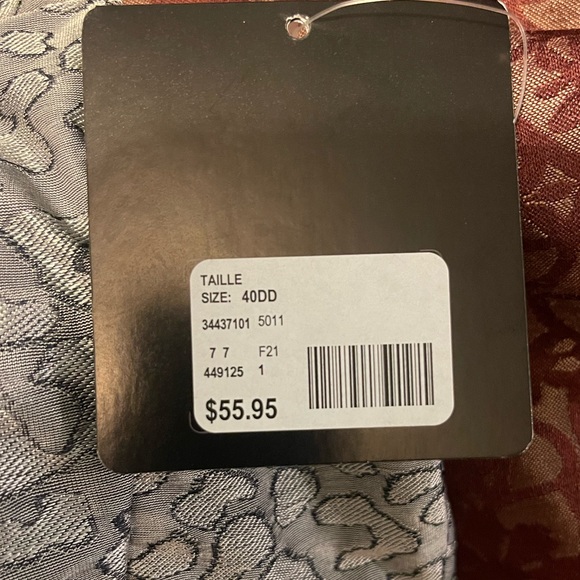 TAILLE
SIZE: 40DD
34437101 5011
7 7 F21
449125 1
$55.95